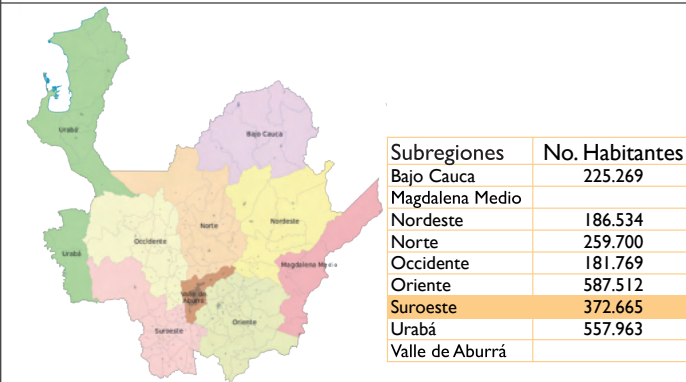 Urabá
Bajo Cauca
Norte
Nordeste
Occidente
Urabá
Magdalena Medio
Valle de
Aburrá
Suroeste
Oriente
Subregiones No. Habitantes
Bajo Cauca 225.269
Magdalena Medio
Nordeste 186.534
Norte 259.700
Occidente 181.769
Oriente 587.512
Suroeste 372.665
Urabá 557.963
Valle de Aburrá